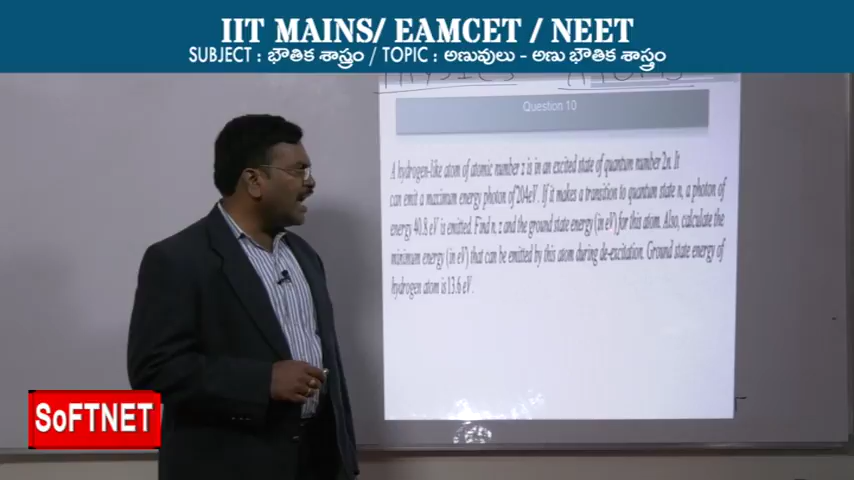 IIT MAINS/ EAMCET / NEET
SUBJECT : భౌతిక శాస్త్రం / TOPIC : అణువులు - అణు భౌతిక శాస్త్రం
Question 10
A hydrogen-like atom of atomic number z is in an excited state of quantum number 2n. It
can emit a maximum energy photon of 204eV. If it makes a transition to quantum state n, a photon of
energy 40.8 eV is emitted. Find n, z and the ground state energy (in eV) for this atom. Also, calculate the
minimum energy (in eV) that can be emitted by this atom during de-excitation. Ground state energy of
hydrogen atom is 13.6 eV.
SoFTNET